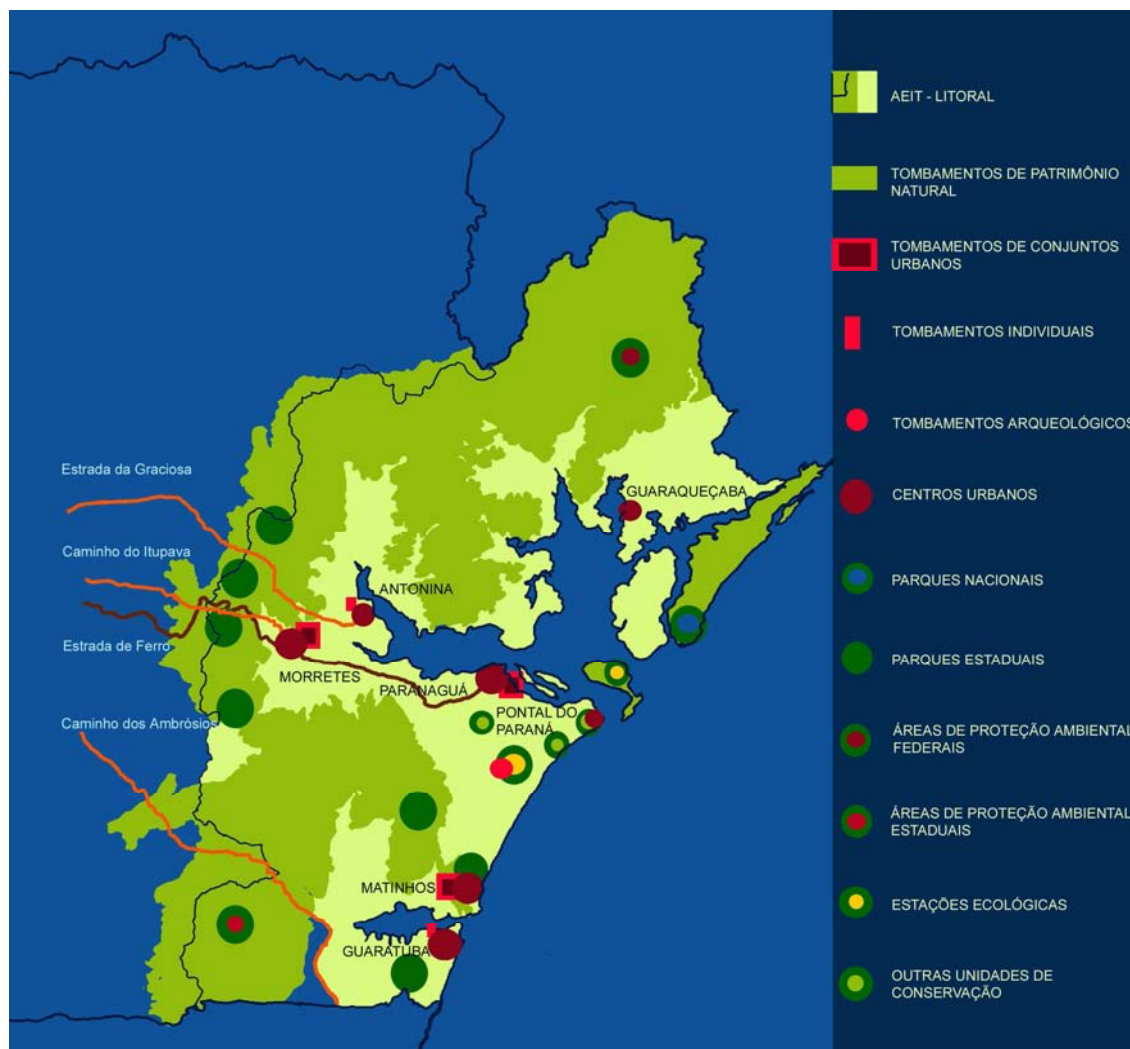 AEIT - LITORAL
TOMBAMENTOS DE PATRIMÔNIO
NATURAL
TOMBAMENTOS DE CONJUNTOS
URBANOS
TOMBAMENTOS INDIVIDUAIS
TOMBAMENTOS ARQUEOLÓGICOS
CENTROS URBANOS
PARQUES NACIONAIS
PARQUES ESTADUAIS
ÁREAS DE PROTEÇÃO AMBIENTAL
FEDERAIS
ÁREAS DE PROTEÇÃO AMBIENTAL
ESTADUAIS
ESTAÇÕES ECOLÓGICAS
OUTRAS UNIDADES DE
CONSERVAÇÃO
Estrada da Graciosa
GUARAQUEÇABA
Caminho do Itupava
ANTONINA
Estrada de Ferro
MORRETES
PARANAGUÁ
PONTAL DO
PARANÁ
Caminho dos Ambrósios
MATINHOS
GUARATUBA